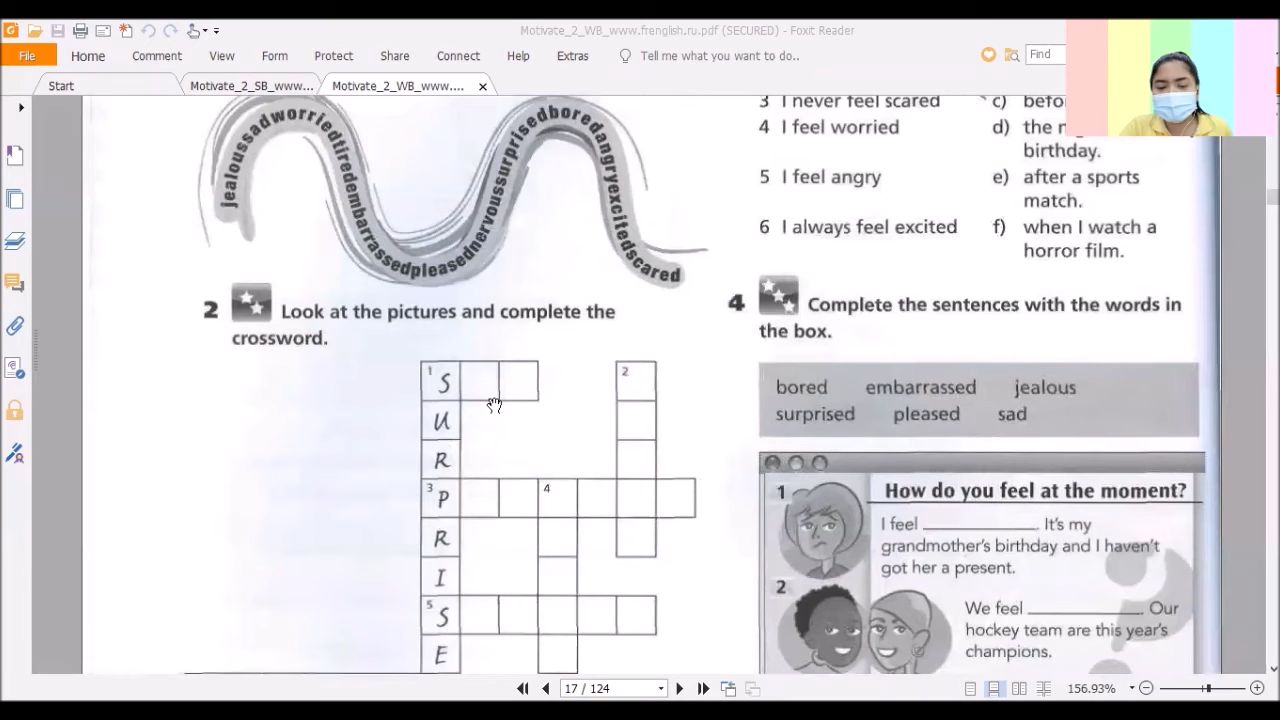 Motivate_2_WB_www.frenglish.ru.pdf (SECURED) - Foxit Reader
File Home Comment View Form Protect Share Connect Help Extras Tell me what you want to do.. Find
Start Motivate_2_SB_www... Motivate_2_WB_www....
jealoussadworriedtiredembarrassedpleasednervoussurprisedboredangryexcitedscared
2 Look at the pictures and complete the
crossword.
1 S 2
U
R
3 P 4
R
I
5 S
E
3 I never feel scared c)
4 I feel worried d)
birthday.
5 I feel angry e) after a sports
match.
6 I always feel excited f) when I watch a
horror film.
4 Complete the sentences with the words in
the box.
bored embarrassed jealous
surprised pleased sad
How do you feel at the moment?
1 I feel ____________. It's my
grandmother's birthday and I haven't
got her a present.
2 We feel ____________. Our
hockey team are this year's
champions.
17 / 124 156.93%